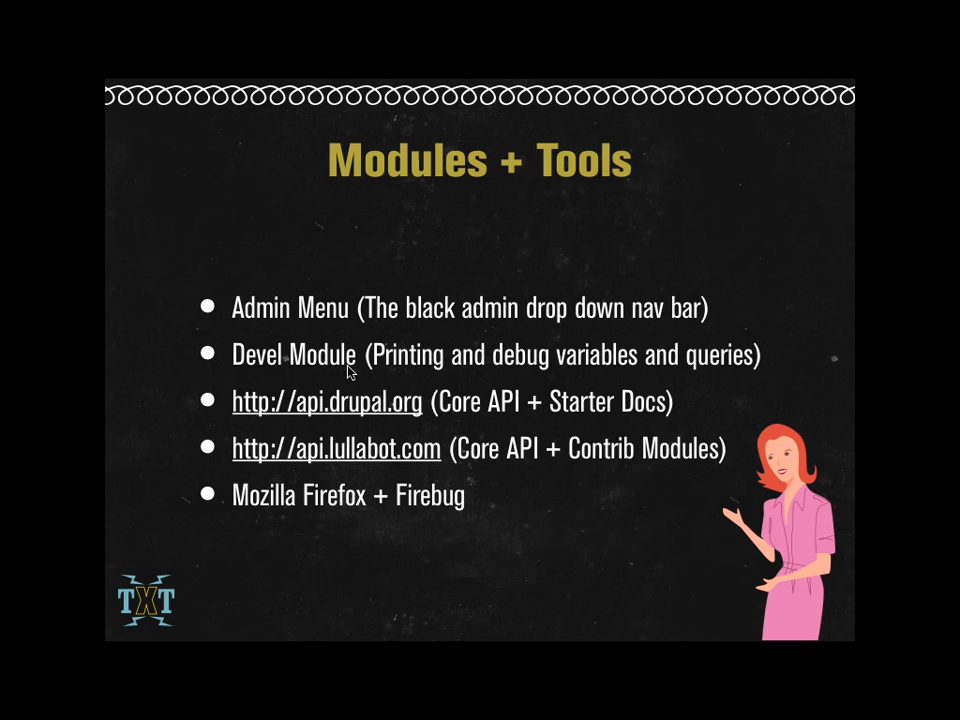 Modules + Tools
• Admin Menu (The black admin drop down nav bar)
• Devel Module (Printing and debug variables and queries)
• http://api.drupal.org (Core API + Starter Docs)
• http://api.lullabot.com (Core API + Contrib Modules)
• Mozilla Firefox + Firebug
TXT